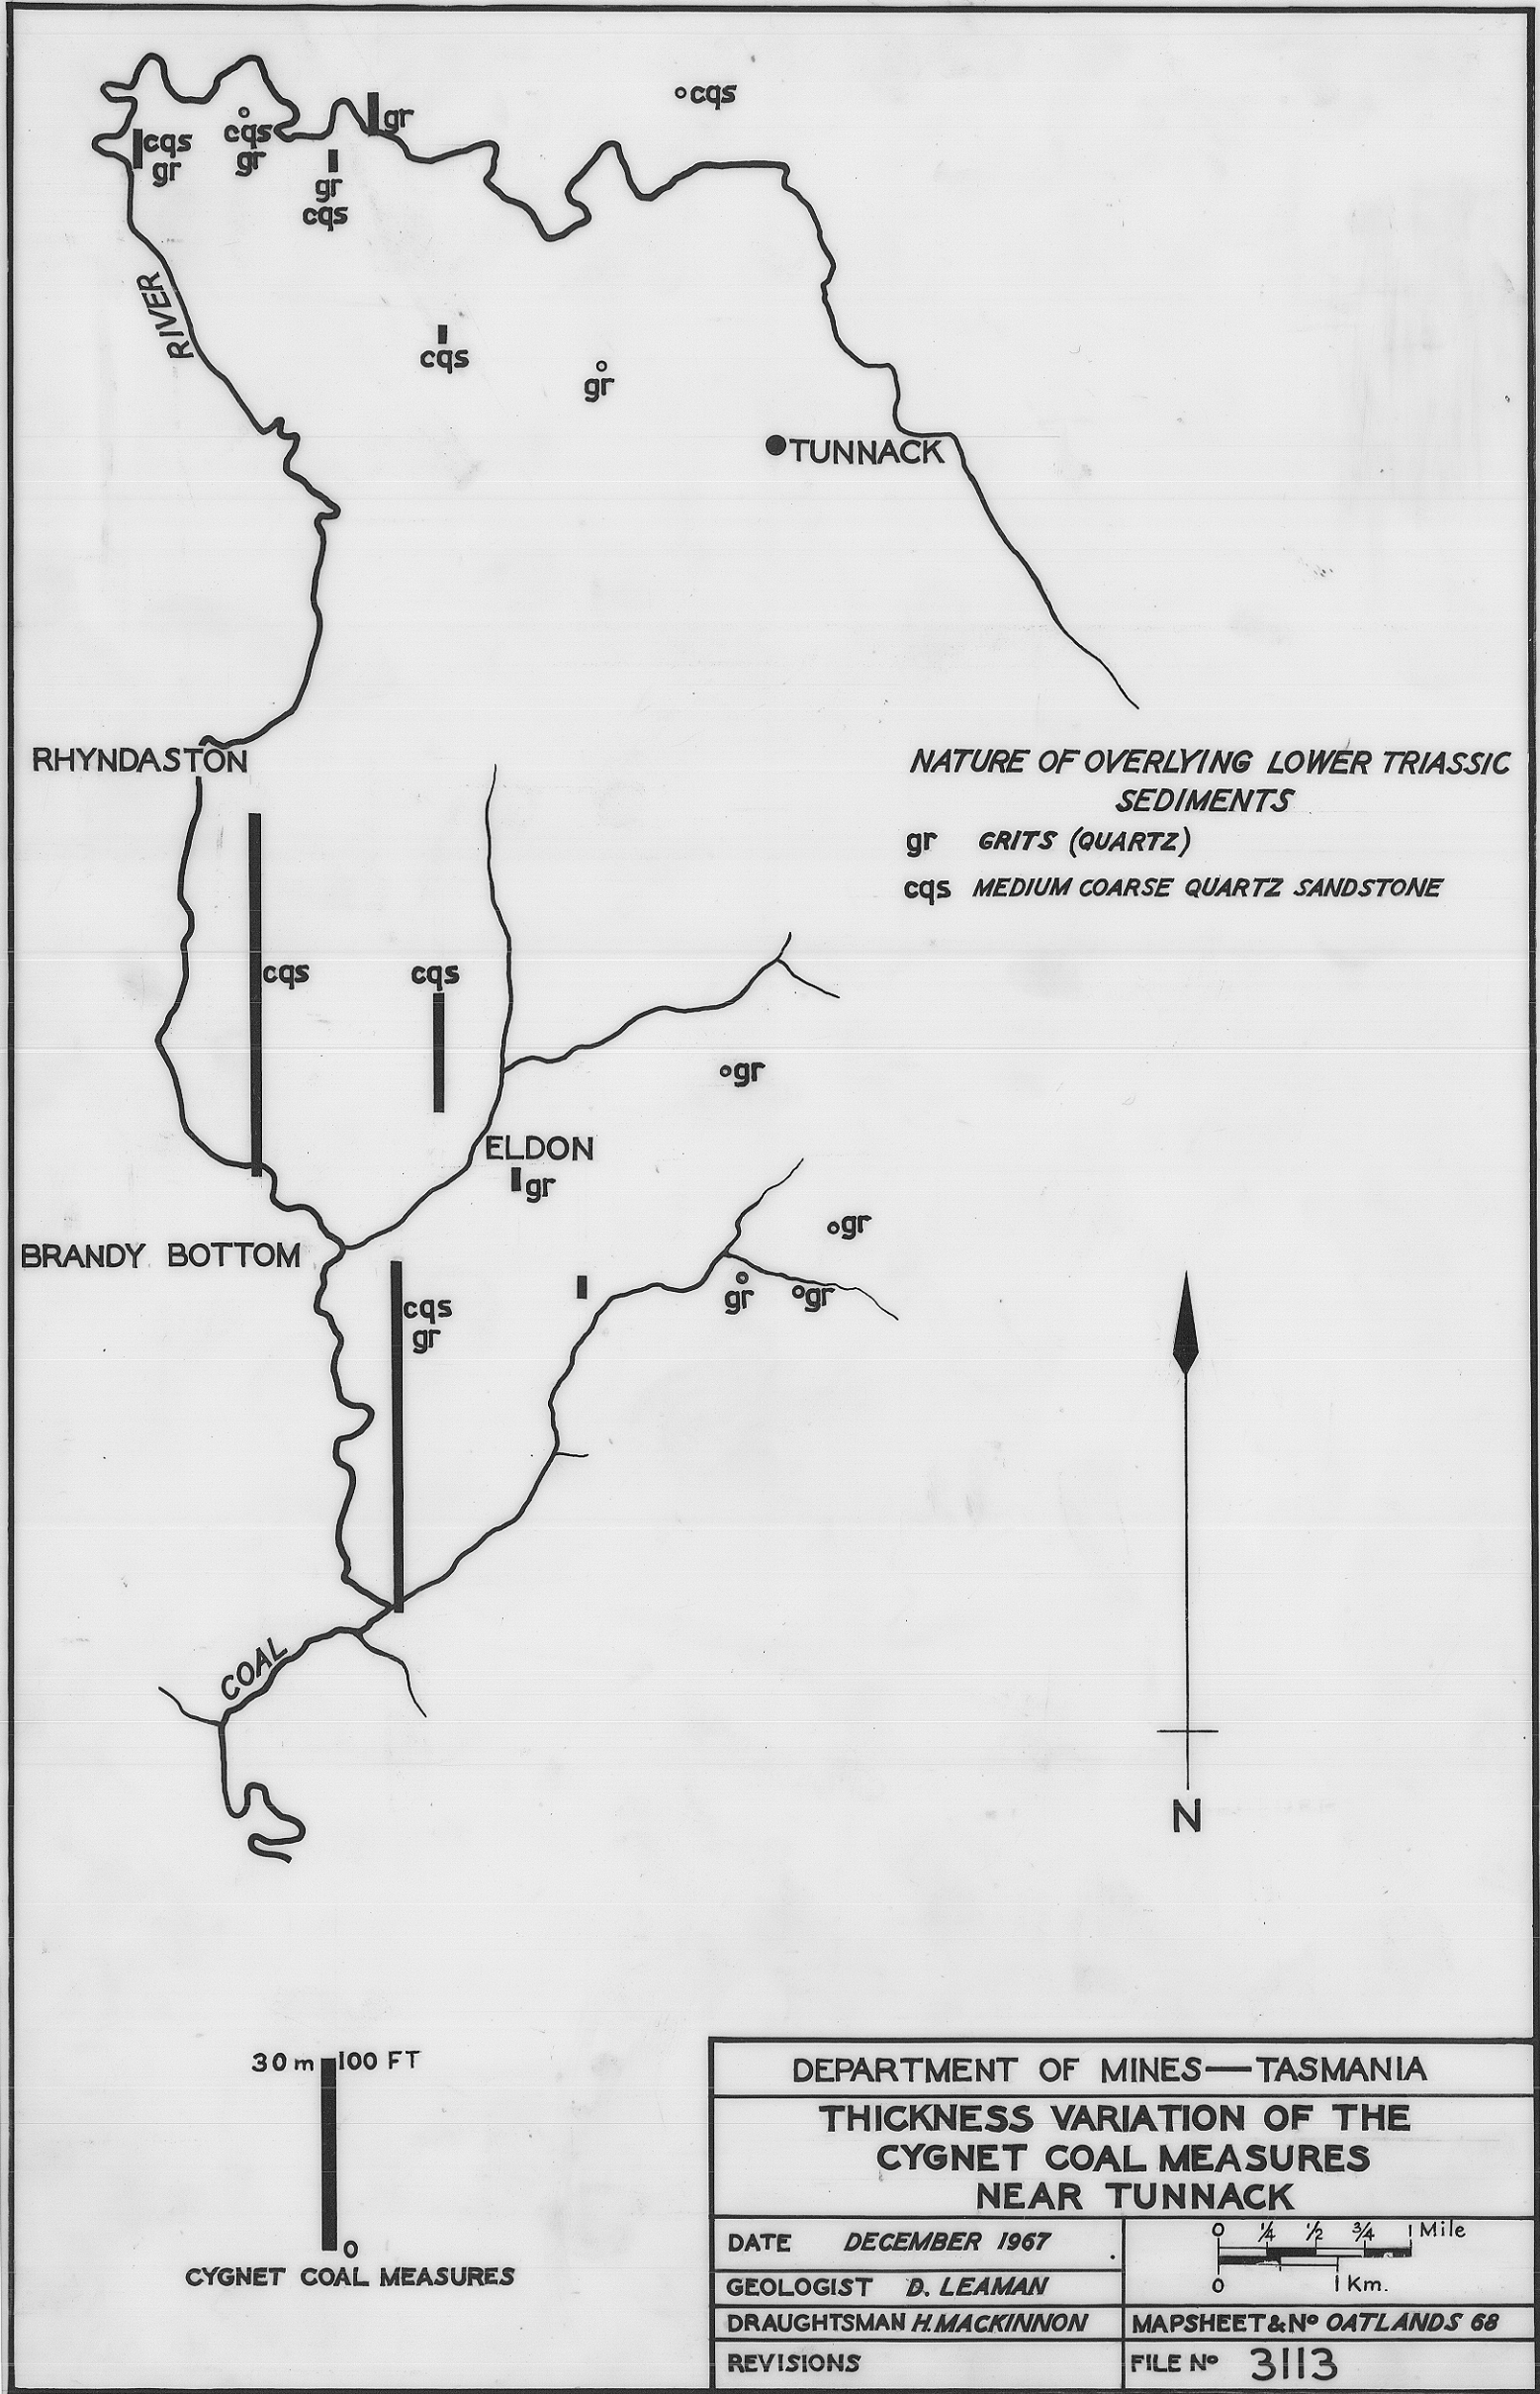 cqs
gr
cqs
gr
cqs
gr
gr
cqs
cqs
RIVER
cqs
gr
TUNNACK
RHYNDASTON
NATURE OF OVERLYING LOWER TRIASSIC
SEDIMENTS
gr GRITS (QUARTZ)
cqs MEDIUM COARSE QUARTZ SANDSTONE
cqs
cqs
gr
ELDON
gr
gr
BRANDY BOTTOM
cqs
gr
gr
gr
COAL
N
30 m 100 FT
0
CYGNET COAL MEASURES
DEPARTMENT OF MINES—TASMANIA
THICKNESS VARIATION OF THE
CYGNET COAL MEASURES
NEAR TUNNACK
DATE DECEMBER 1967
0 1/4 1/2 3/4 1 Mile
0 1 Km.
GEOLOGIST D. LEAMAN
DRAUGHTSMAN H. MACKINNON
MAPSHEET & Nº OATLANDS 68
REVISIONS
FILE Nº 3113